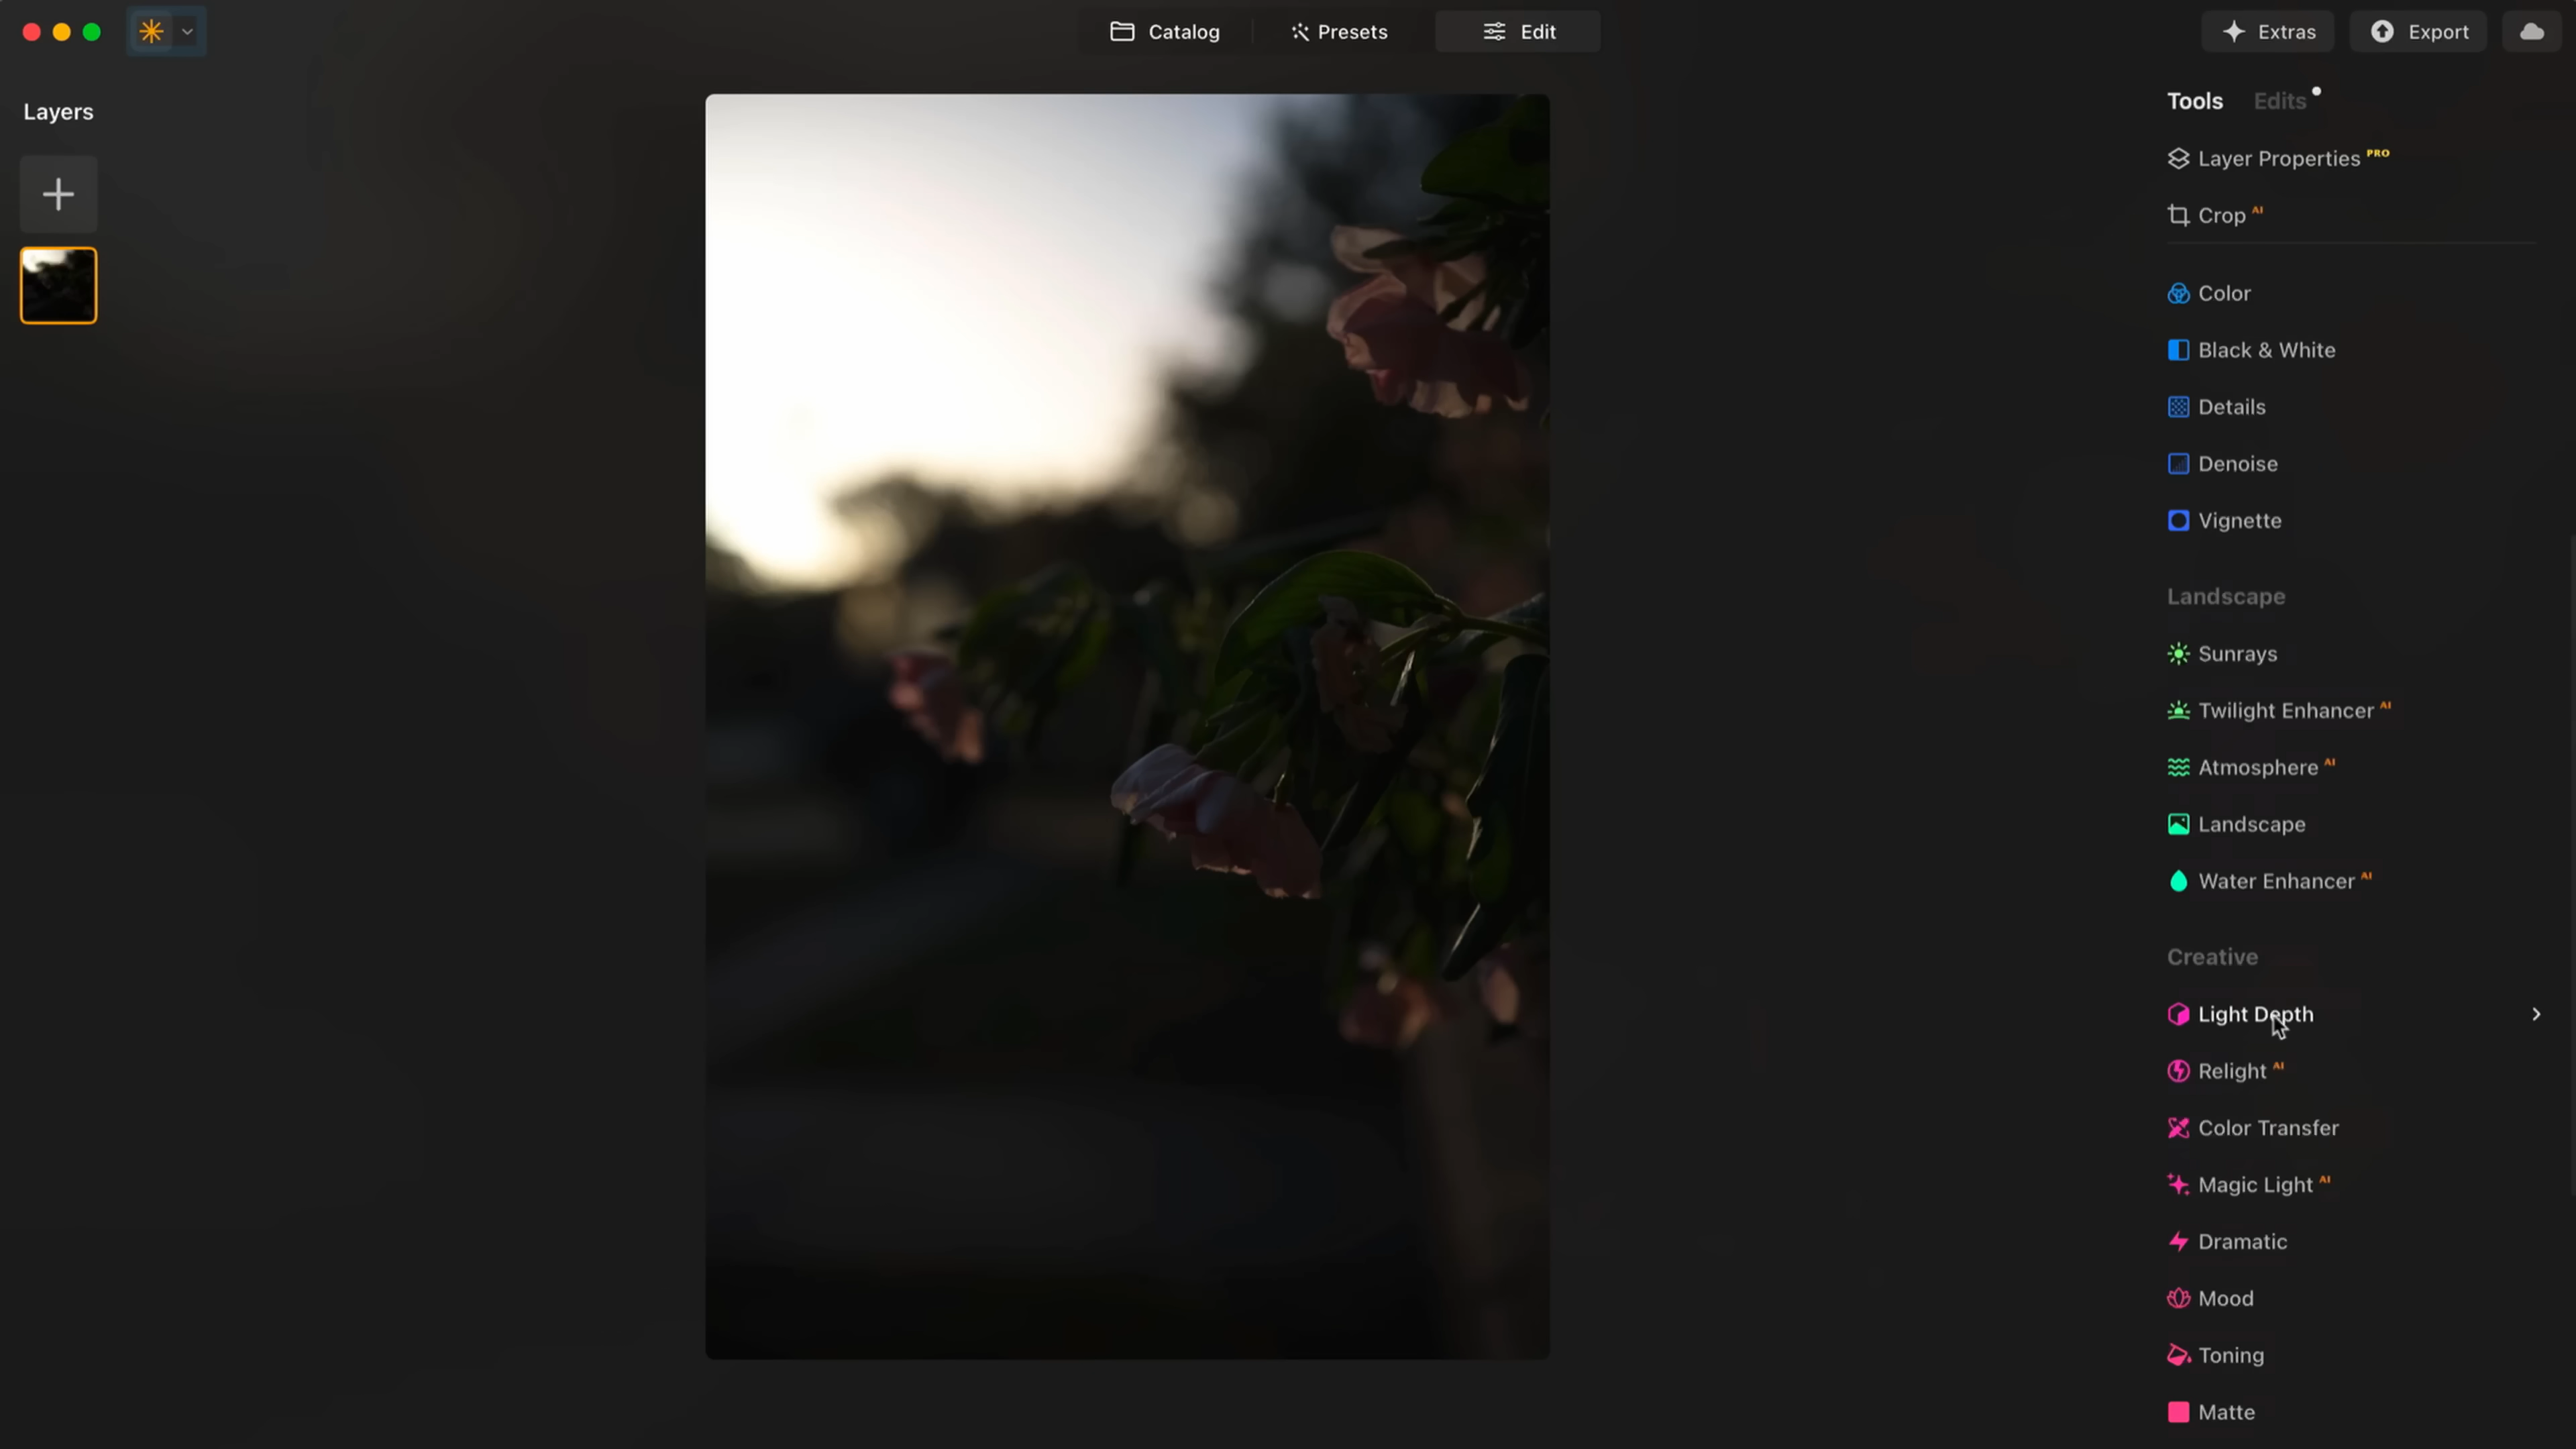 Catalog
Presets
Edit
Extras
Export
Layers
Tools
Edits
Layer Properties PRO
Crop AI
Color
Black & White
Details
Denoise
Vignette
Landscape
Sunrays
Twilight Enhancer AI
Atmosphere AI
Landscape
Water Enhancer AI
Creative
Light Depth
Relight AI
Color Transfer
Magic Light AI
Dramatic
Mood
Toning
Matte